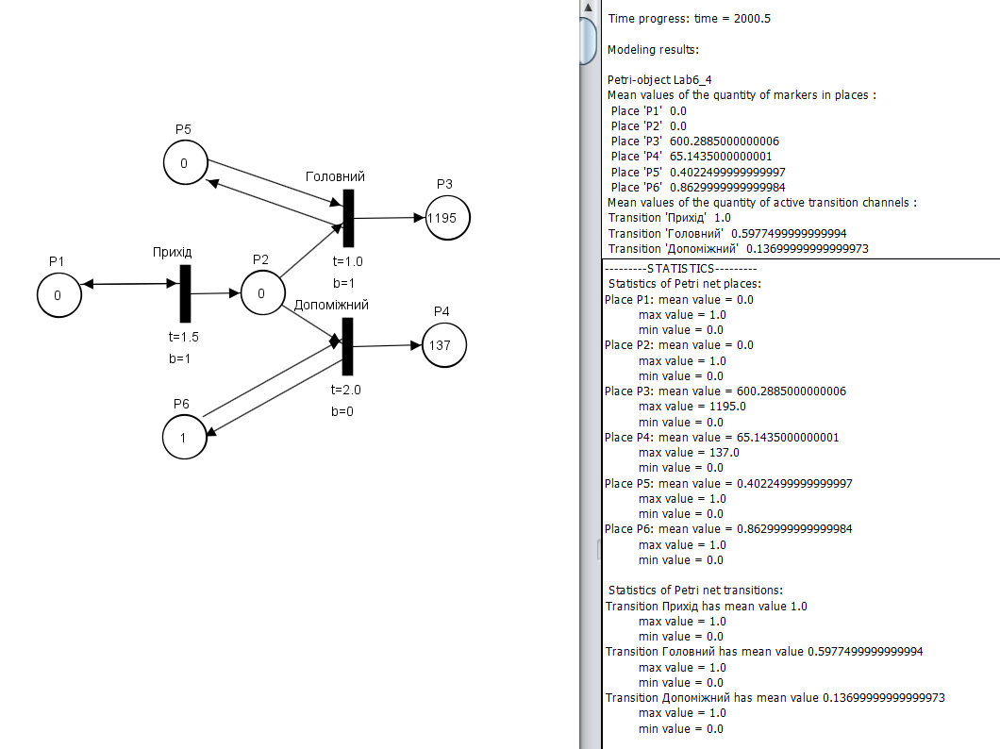 P5
0
Головний
P3
1195
t=1.0
b=1
P1
0
Прихід
t=1.5
b=1
P2
0
Допоміжний
P4
137
t=2.0
b=0
P6
1
Time progress: time = 2000.5
Modeling results:
Petri-object Lab6_4
Mean values of the quantity of markers in places :
Place 'P1' 0.0
Place 'P2' 0.0
Place 'P3' 600.2885000000006
Place 'P4' 65.1435000000001
Place 'P5' 0.4022499999999997
Place 'P6' 0.8629999999999984
Mean values of the quantity of active transition channels :
Transition 'Прихід' 1.0
Transition 'Головний' 0.5977499999999994
Transition 'Допоміжний' 0.13699999999999973
---------STATISTICS---------
Statistics of Petri net places:
Place P1: mean value = 0.0
max value = 1.0
min value = 0.0
Place P2: mean value = 0.0
max value = 1.0
min value = 0.0
Place P3: mean value = 600.2885000000006
max value = 1195.0
min value = 0.0
Place P4: mean value = 65.1435000000001
max value = 137.0
min value = 0.0
Place P5: mean value = 0.4022499999999997
max value = 1.0
min value = 0.0
Place P6: mean value = 0.8629999999999984
max value = 1.0
min value = 0.0
Statistics of Petri net transitions:
Transition Прихід has mean value 1.0
max value = 1.0
min value = 0.0
Transition Головний has mean value 0.5977499999999994
max value = 1.0
min value = 0.0
Transition Допоміжний has mean value 0.13699999999999973
max value = 1.0
min value = 0.0